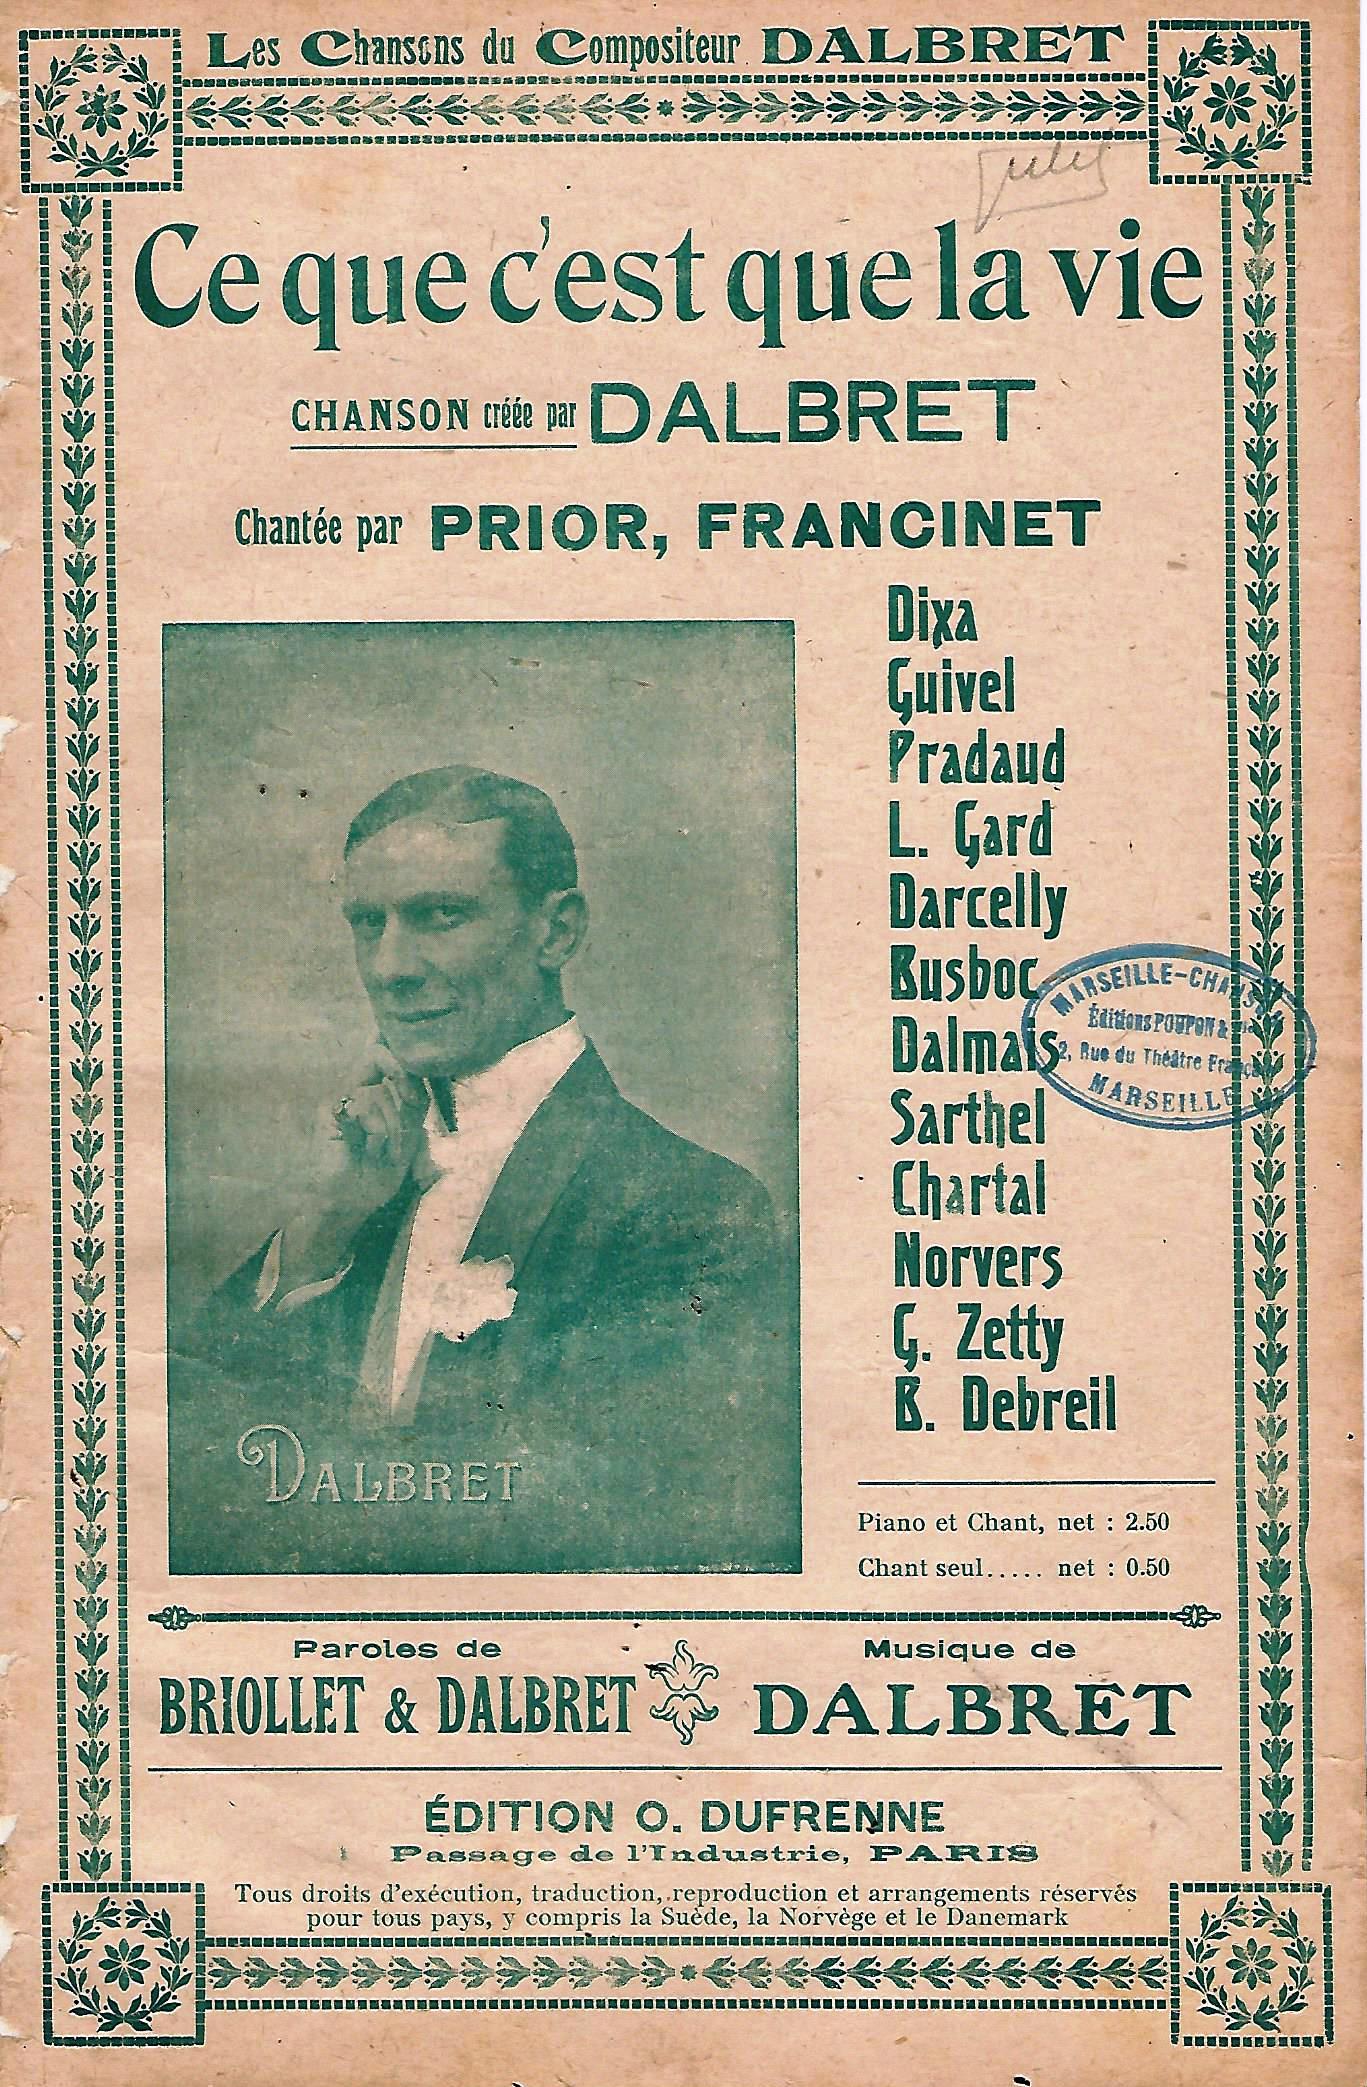 Les Chansons du Compositeur DALBRET
Ce que c'est que la vie
CHANSON créée par DALBRET
Chantée par PRIOR, FRANCINET
Dixa
Guivel
Pradaud
L. Gard
Darcelly
Busboc
Dalmais
Sarthel
Chartal
Norvers
G. Zetty
B. Debreil
MARSEILLE-CHANSONS
Éditions POUPON &
2, Rue du Théâtre Français
MARSEILLE
DALBRET
Piano et Chant, net : 2.50
Chant seul..... net : 0.50
Paroles de
BRIOLLET & DALBRET
Musique de
DALBRET
ÉDITION O. DUFRENNE
Passage de l'Industrie, PARIS
Tous droits d'exécution, traduction, reproduction et arrangements réservés
pour tous pays, y compris la Suède, la Norvège et le Danemark